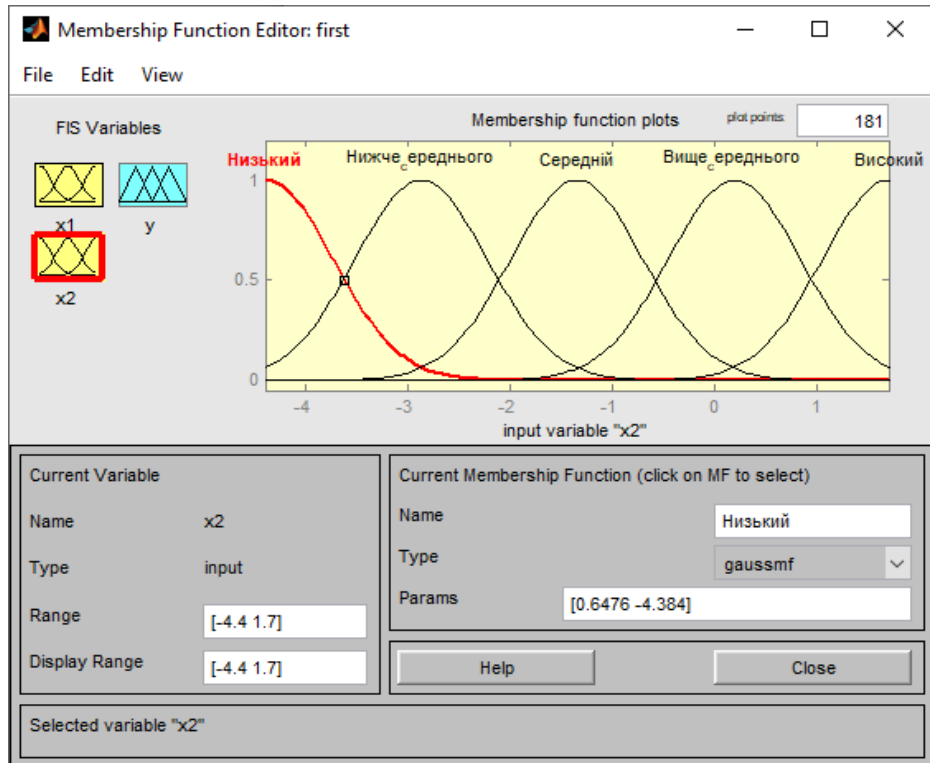 Membership Function Editor: first
File Edit View
FIS Variables
Membership function plots
plot points:
181
Низький
Нижче_середнього
Середній
Вище_середнього
Високий
x1
y
x2
1
0.5
0
-4 -3 -2 -1 0 1
input variable "x2"
Current Variable
Name x2
Type input
Range [-4.4 1.7]
Display Range [-4.4 1.7]
Current Membership Function (click on MF to select)
Name Низький
Type gaussmf
Params [0.6476 -4.384]
Help Close
Selected variable "x2"